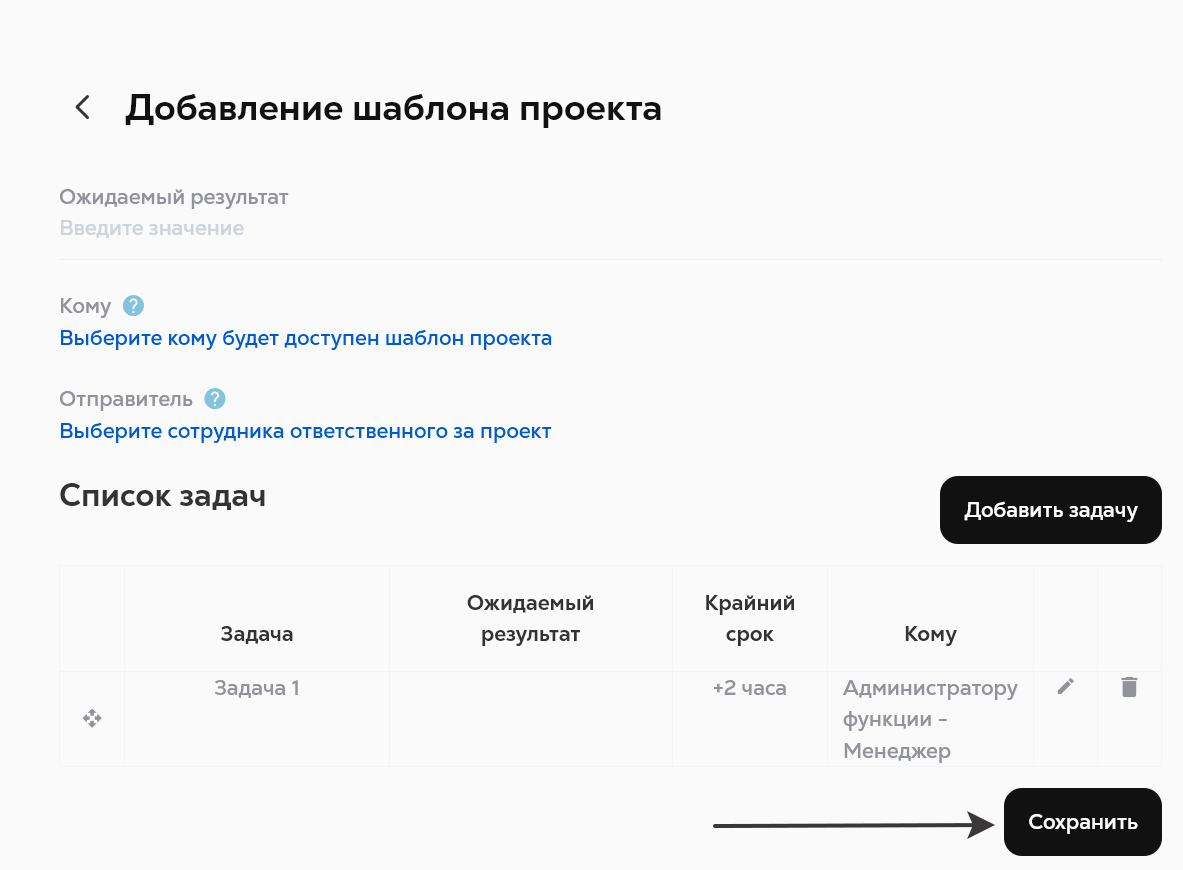 Добавление шаблона проекта
Ожидаемый результат
Введите значение
Кому ?
Выберите кому будет доступен шаблон проекта
Отправитель ?
Выберите сотрудника ответственного за проект
Список задач
Добавить задачу
Задача
Ожидаемый
результат
Крайний
срок
Кому
Задача 1
+2 часа
Администратору
функции -
Менеджер
Сохранить